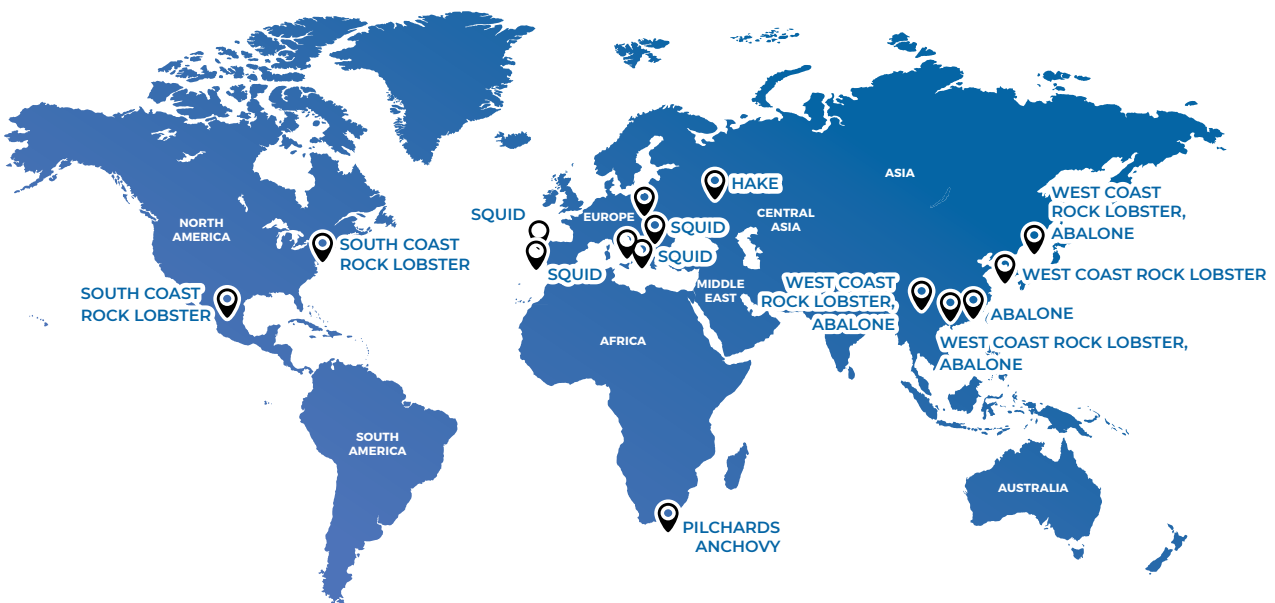 ASIA
HAKE
WEST COAST
ROCK LOBSTER,
ABALONE
SQUID
EUROPE
CENTRAL
ASIA
NORTH
AMERICA
SQUID
SOUTH COAST
ROCK LOBSTER
SQUID
SQUID
WEST COAST ROCK LOBSTER
MIDDLE
EAST
WEST COAST
ROCK LOBSTER,
ABALONE
SOUTH COAST
ROCK LOBSTER
ABALONE
AFRICA
WEST COAST ROCK LOBSTER,
ABALONE
SOUTH
AMERICA
AUSTRALIA
PILCHARDS
ANCHOVY